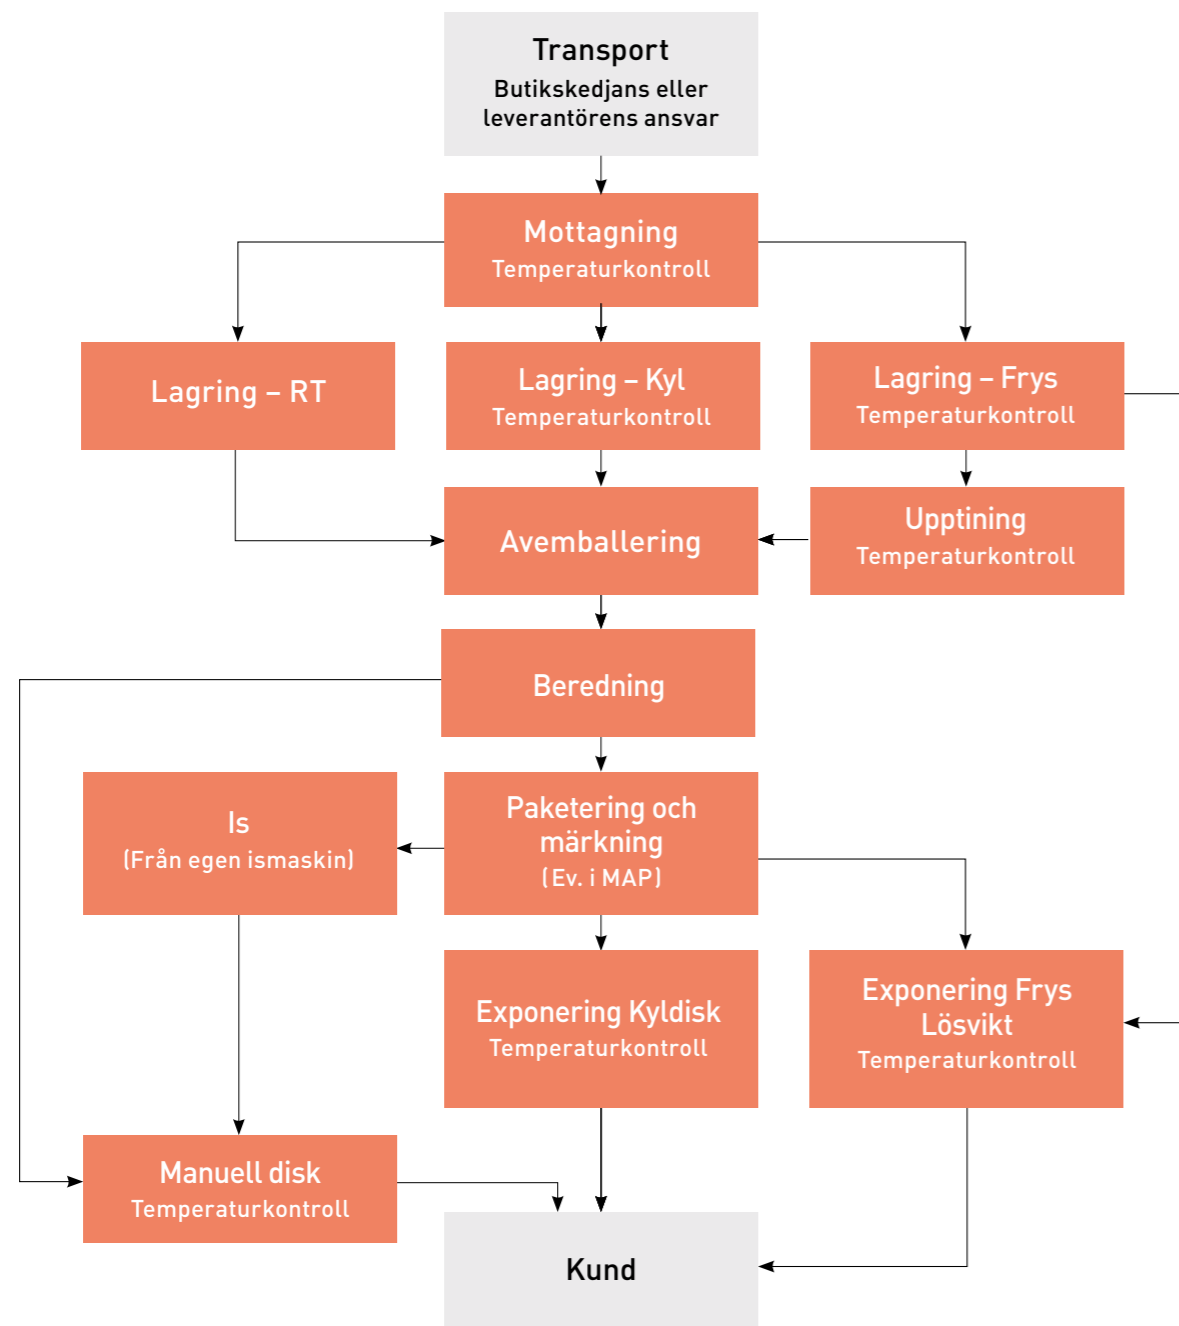 Transport
Butikskedjans eller
leverantörens ansvar
Mottagning
Temperaturkontroll
Lagring – RT
Lagring – Kyl
Temperaturkontroll
Lagring – Frys
Temperaturkontroll
Avemballering
Upptining
Temperaturkontroll
Beredning
Is
(Från egen ismaskin)
Paketering och
märkning
(Ev. i MAP)
Exponering Kyldisk
Temperaturkontroll
Exponering Frys
Lösvikt
Temperaturkontroll
Manuell disk
Temperaturkontroll
Kund